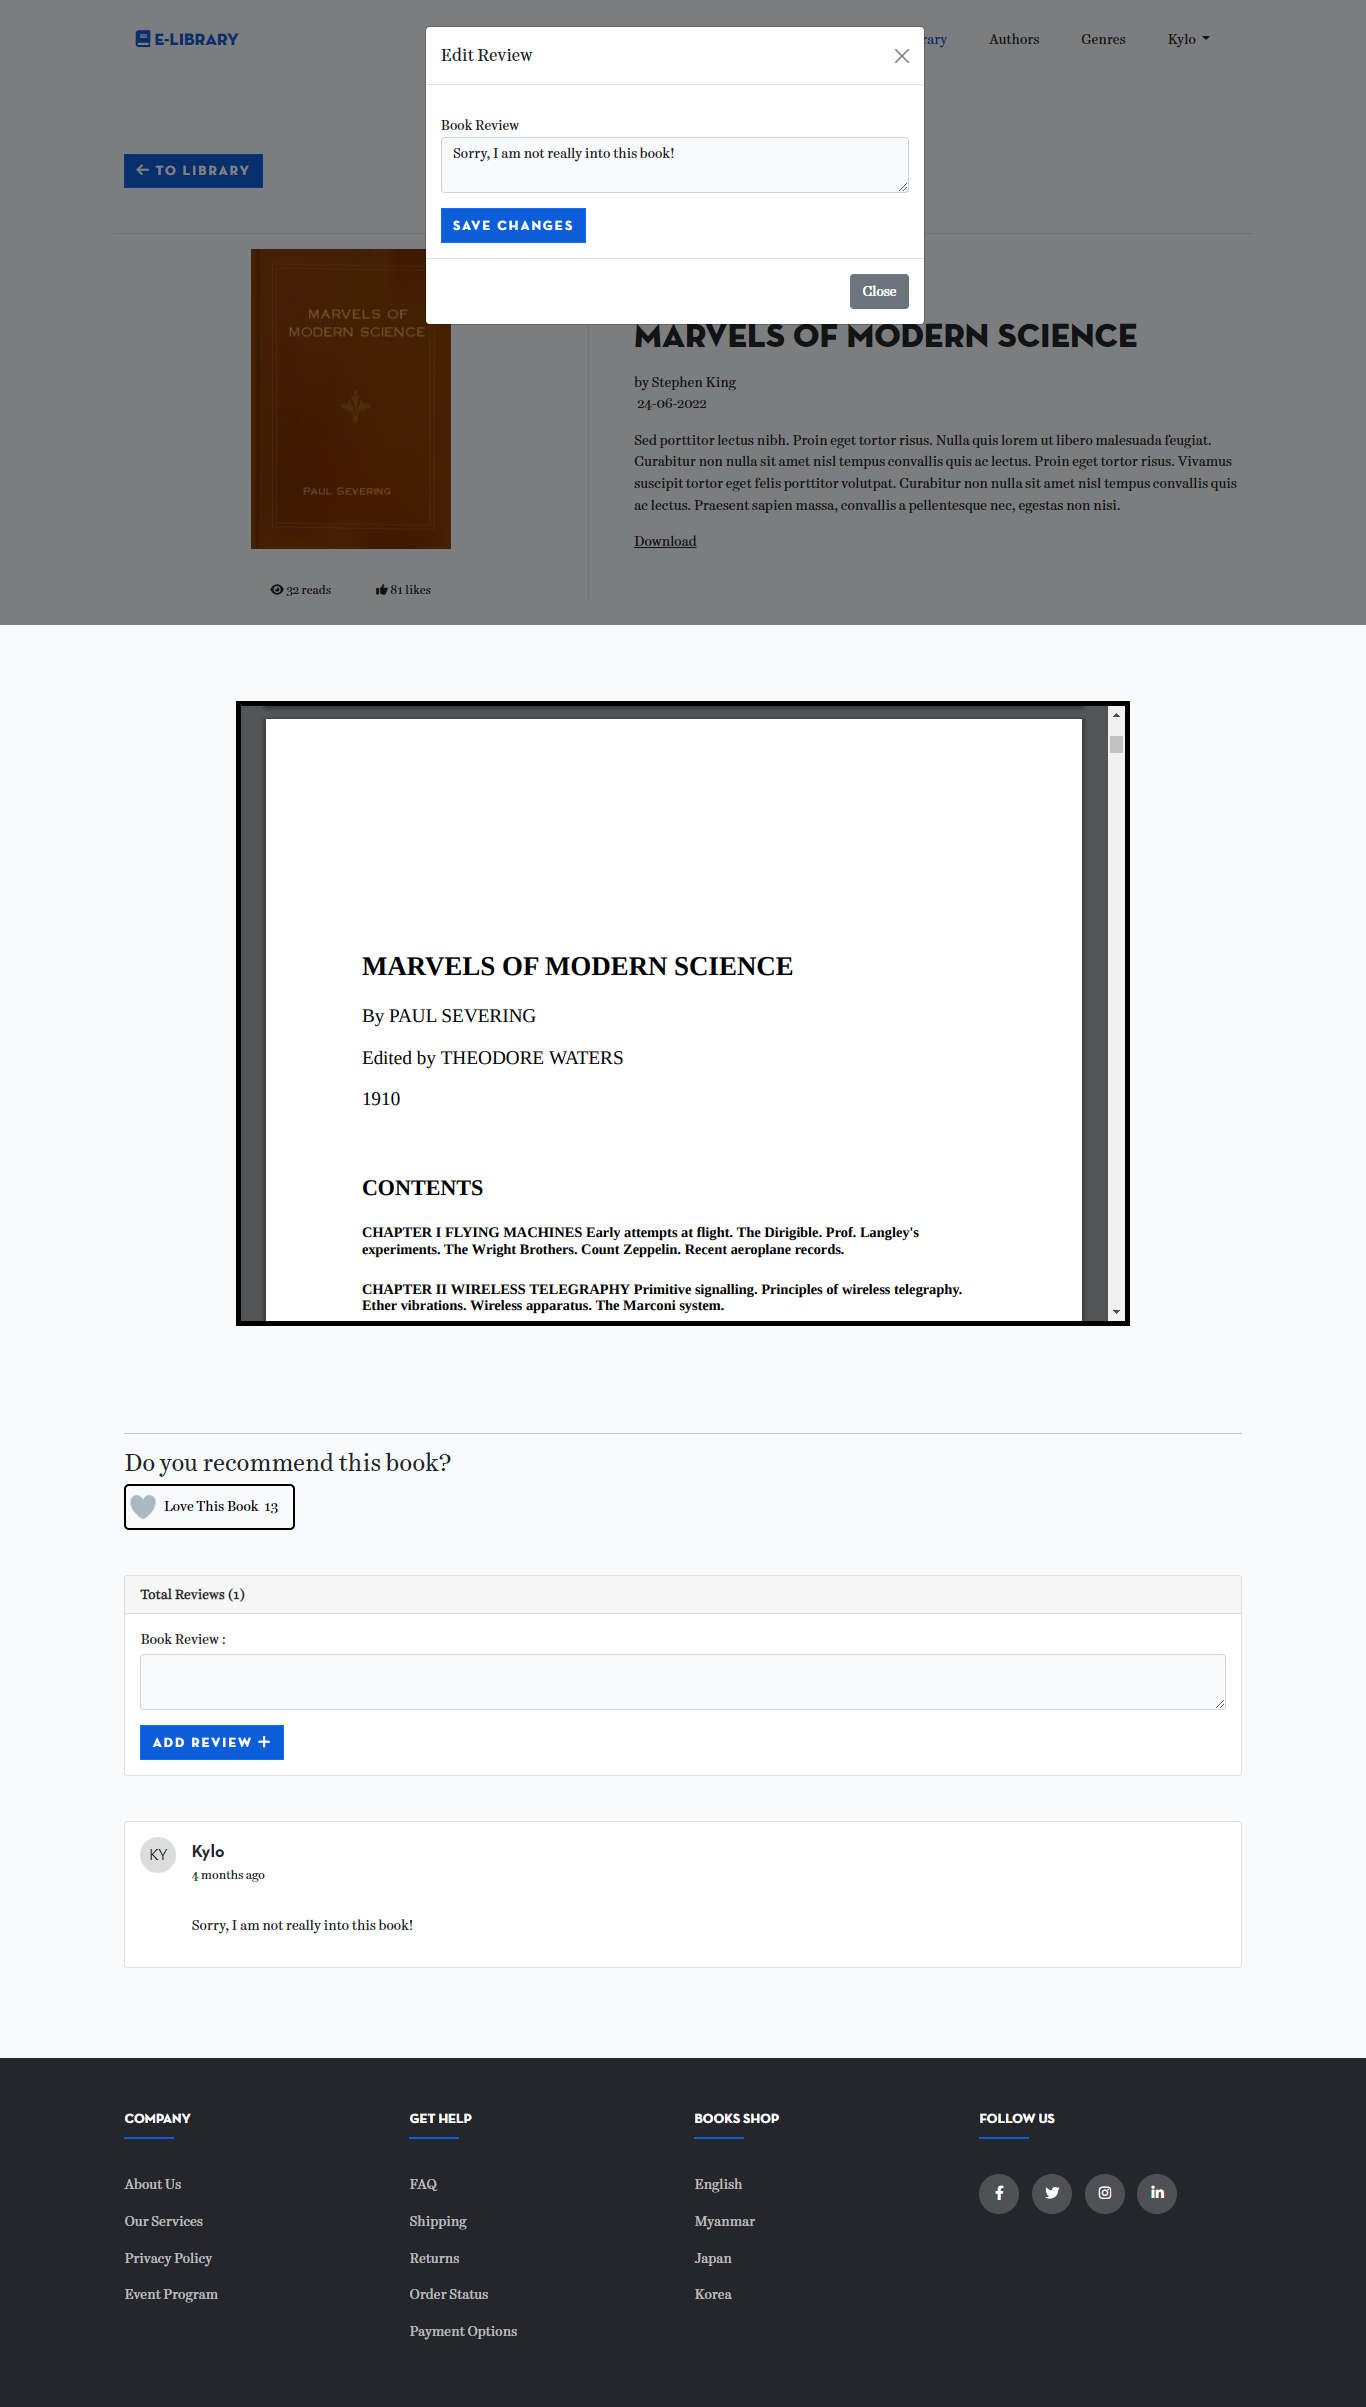 E-LIBRARY
rary
Authors
Genres
Kylo
Edit Review
Book Review
Sorry, I am not really into this book!
SAVE CHANGES
Close
TO LIBRARY
MARVELS OF
MODERN SCIENCE
PAUL SEVERING
32 reads
81 likes
MARVELS OF MODERN SCIENCE
by Stephen King
24-06-2022
Sed porttitor lectus nibh. Proin eget tortor risus. Nulla quis lorem ut libero malesuada feugiat.
Curabitur non nulla sit amet nisl tempus convallis quis ac lectus. Proin eget tortor risus. Vivamus
suscipit tortor eget felis porttitor volutpat. Curabitur non nulla sit amet nisl tempus convallis quis
ac lectus. Praesent sapien massa, convallis a pellentesque nec, egestas non nisi.
Download
MARVELS OF MODERN SCIENCE
By PAUL SEVERING
Edited by THEODORE WATERS
1910
CONTENTS
CHAPTER I FLYING MACHINES Early attempts at flight. The Dirigible. Prof. Langley's
experiments. The Wright Brothers. Count Zeppelin. Recent aeroplane records.
CHAPTER II WIRELESS TELEGRAPHY Primitive signalling. Principles of wireless telegraphy.
Ether vibrations. Wireless apparatus. The Marconi system.
Do you recommend this book?
Love This Book 13
Total Reviews (1)
Book Review :
ADD REVIEW +
KY
Kylo
4 months ago
Sorry, I am not really into this book!
COMPANY
About Us
Our Services
Privacy Policy
Event Program
GET HELP
FAQ
Shipping
Returns
Order Status
Payment Options
BOOKS SHOP
English
Myanmar
Japan
Korea
FOLLOW US